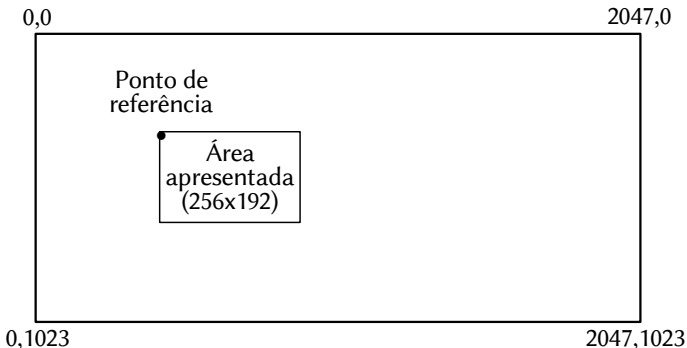 0,0
2047,0
Ponto de
referência
Área
apresentada
(256x192)
0,1023
2047,1023